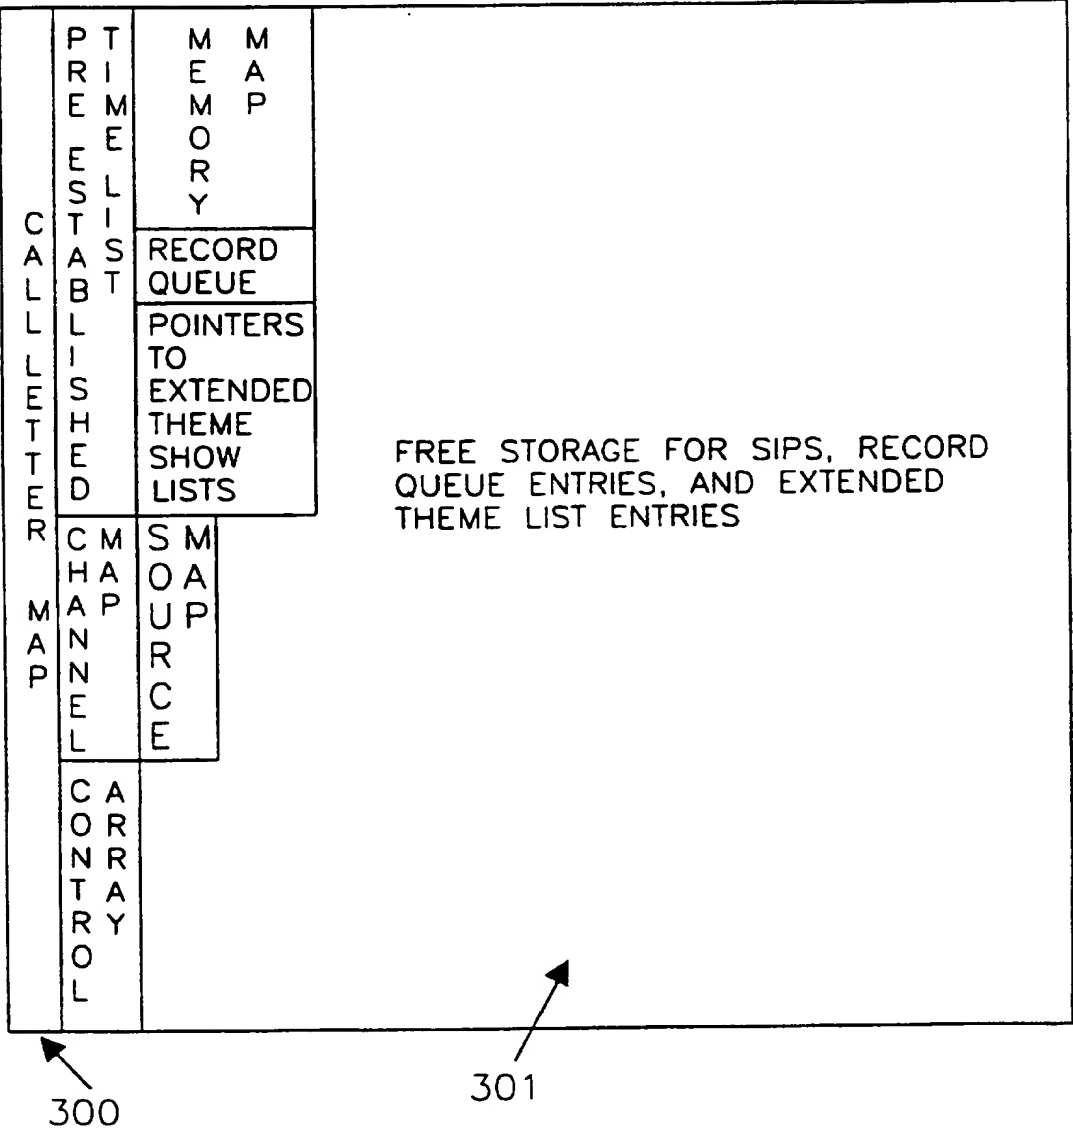 CALL LETTER MAP
PRE ESTABLISHED
TIME LIST
MEMORY
MAP
RECORD
QUEUE
POINTERS
TO
EXTENDED
THEME
SHOW
LISTS
CHANNEL
MAP
SOURCE
MAP
CONTROL
ARRAY
FREE STORAGE FOR SIPS, RECORD
QUEUE ENTRIES, AND EXTENDED
THEME LIST ENTRIES
300
301